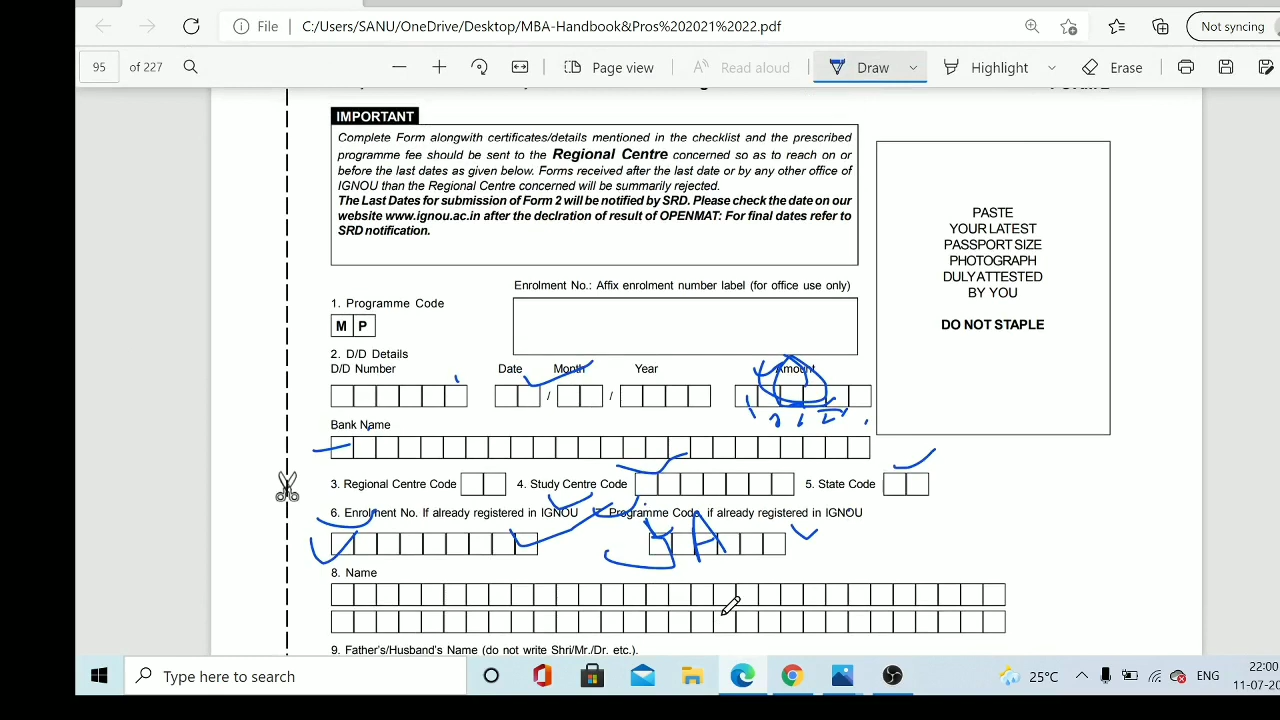 File C:/Users/SANU/OneDrive/Desktop/MBA-Handbook&Pros%202021%2022.pdf Not syncing
95 of 227 Page view Read aloud Draw Highlight Erase
IMPORTANT
Complete Form alongwith certificates/details mentioned in the checklist and the prescribed
programme fee should be sent to the Regional Centre concerned so as to reach on or
before the last dates as given below. Forms received after the last date or by any other office of
IGNOU than the Regional Centre concerned will be summarily rejected.
The Last Dates for submission of Form 2 will be notified by SRD. Please check the date on our
website www.ignou.ac.in after the declration of result of OPENMAT: For final dates refer to
SRD notification.
PASTE
YOUR LATEST
PASSPORT SIZE
PHOTOGRAPH
DULY ATTESTED
BY YOU
DO NOT STAPLE
Enrolment No.: Affix enrolment number label (for office use only)
1. Programme Code
M P
2. D/D Details
D/D Number Date Month Year Amount
/ /
Bank Name
3. Regional Centre Code 4. Study Centre Code 5. State Code
6. Enrolment No. If already registered in IGNOU 7. Programme Code if already registered in IGNOU
8. Name
9. Father's/Husband's Name (do not write Shri/Mr./Dr. etc.).
Type here to search 25°C ENG 22:00